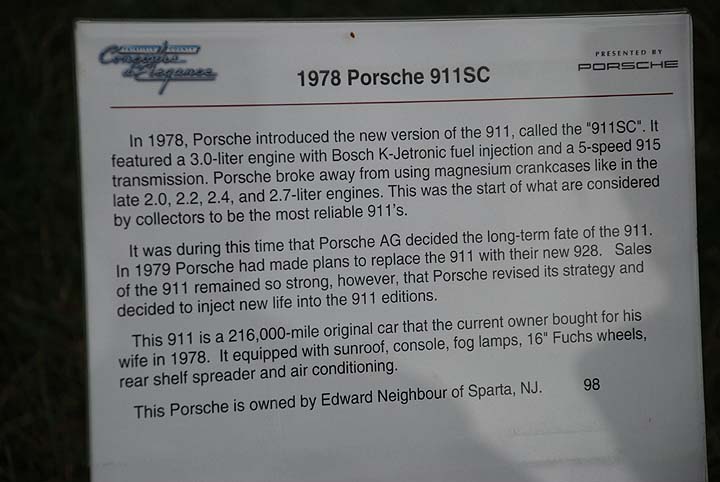 FAIRFIELD COUNTY
Concours
d'Elegance
PRESENTED BY
PORSCHE
1978 Porsche 911SC
In 1978, Porsche introduced the new version of the 911, called the "911SC". It
featured a 3.0-liter engine with Bosch K-Jetronic fuel injection and a 5-speed 915
transmission. Porsche broke away from using magnesium crankcases like in the
late 2.0, 2.2, 2.4, and 2.7-liter engines. This was the start of what are considered
by collectors to be the most reliable 911's.
It was during this time that Porsche AG decided the long-term fate of the 911.
In 1979 Porsche had made plans to replace the 911 with their new 928. Sales
of the 911 remained so strong, however, that Porsche revised its strategy and
decided to inject new life into the 911 editions.
This 911 is a 216,000-mile original car that the current owner bought for his
wife in 1978. It equipped with sunroof, console, fog lamps, 16" Fuchs wheels,
rear shelf spreader and air conditioning.
This Porsche is owned by Edward Neighbour of Sparta, NJ. 98